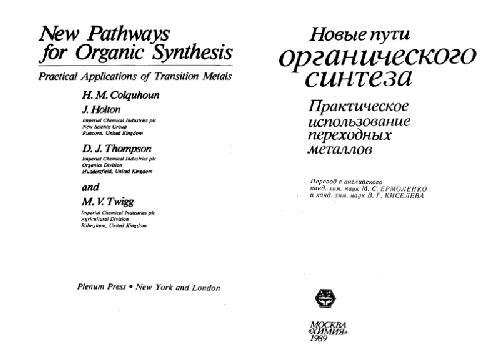 New Pathways
for Organic Synthesis
Practical Applications of Transition Metals
H. M. Colquhoun
J. Holton
Imperial Chemical Industries plc
New Science Group
Runcorn, United Kingdom
D. J. Thompson
Imperial Chemical Industries plc
Organics Division
Huddersfield, United Kingdom
and
M. V. Twigg
Imperial Chemical Industries plc
Agricultural Division
Billingham, United Kingdom
Plenum Press • New York and London
Новые пути
органического
синтеза
Практическое
использование
переходных
металлов
Перевод с английского
канд. хим. наук М. С. ЕРМОЛЕНКО
и канд. хим. наук В. Г. КИСЕЛЕВА
МОСКВА
«ХИМИЯ»
1989